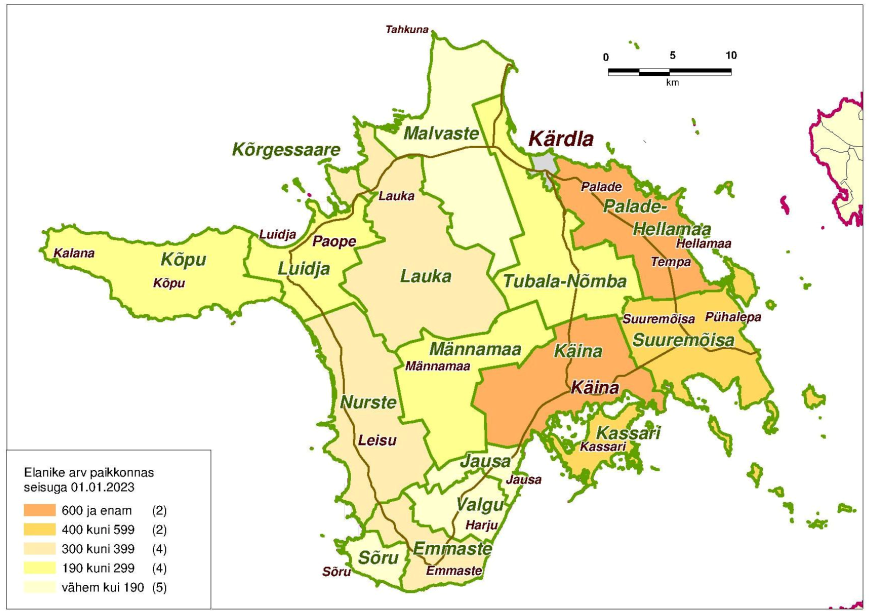 Tahkuna
0 5 10
km
Malvaste
Kärdla
Kõrgessaare
Palade
Lauka
Palade-
Hellamaa
Luidja
Paope
Hellamaa
Kalana
Kõpu
Tempa
Luidja
Lauka
Tubala-Nõmba
Kõpu
Suuremõisa
Pühalepa
Suuremõisa
Männamaa
Käina
Männamaa
Käina
Nurste
Kassari
Leisu
Kassari
Jausa
Jausa
Valgu
Harju
Emmaste
Sõru
Sõru
Emmaste
Elanike arv paikkonnas
seisuga 01.01.2023
600 ja enam (2)
400 kuni 599 (2)
300 kuni 399 (4)
190 kuni 299 (4)
vähem kui 190 (5)